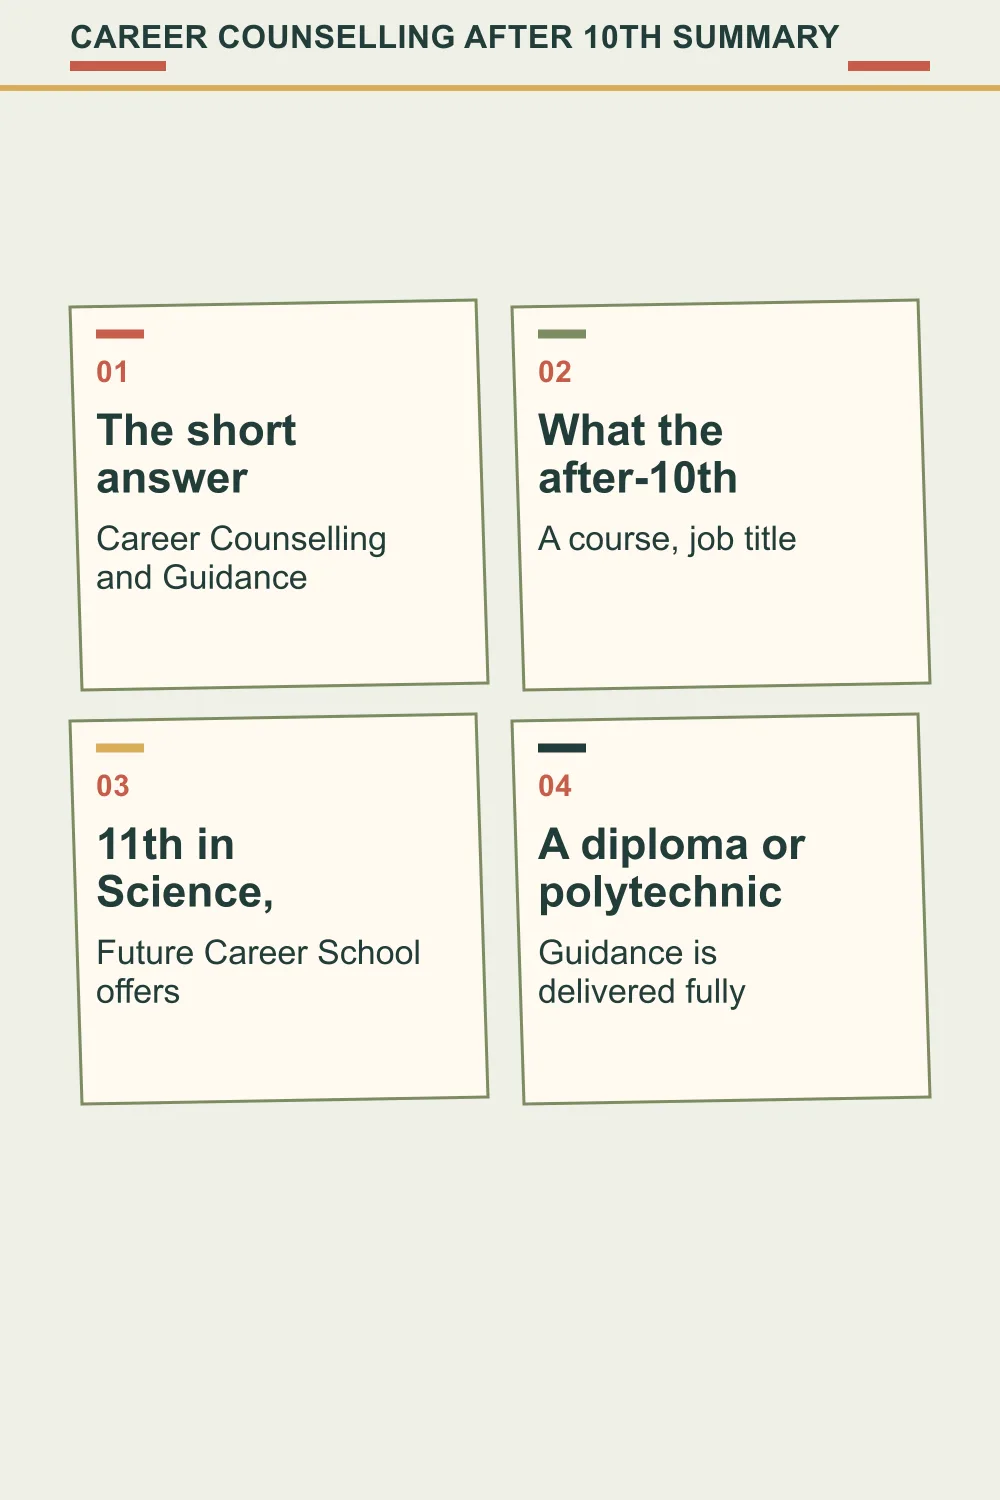 CAREER COUNSELLING AFTER 10TH SUMMARY
01
The short
answer
Career Counselling
and Guidance
02
What the
after-10th
A course, job title
03
11th in
Science,
Future Career School
offers
04
A diploma or
polytechnic
Guidance is
delivered fully